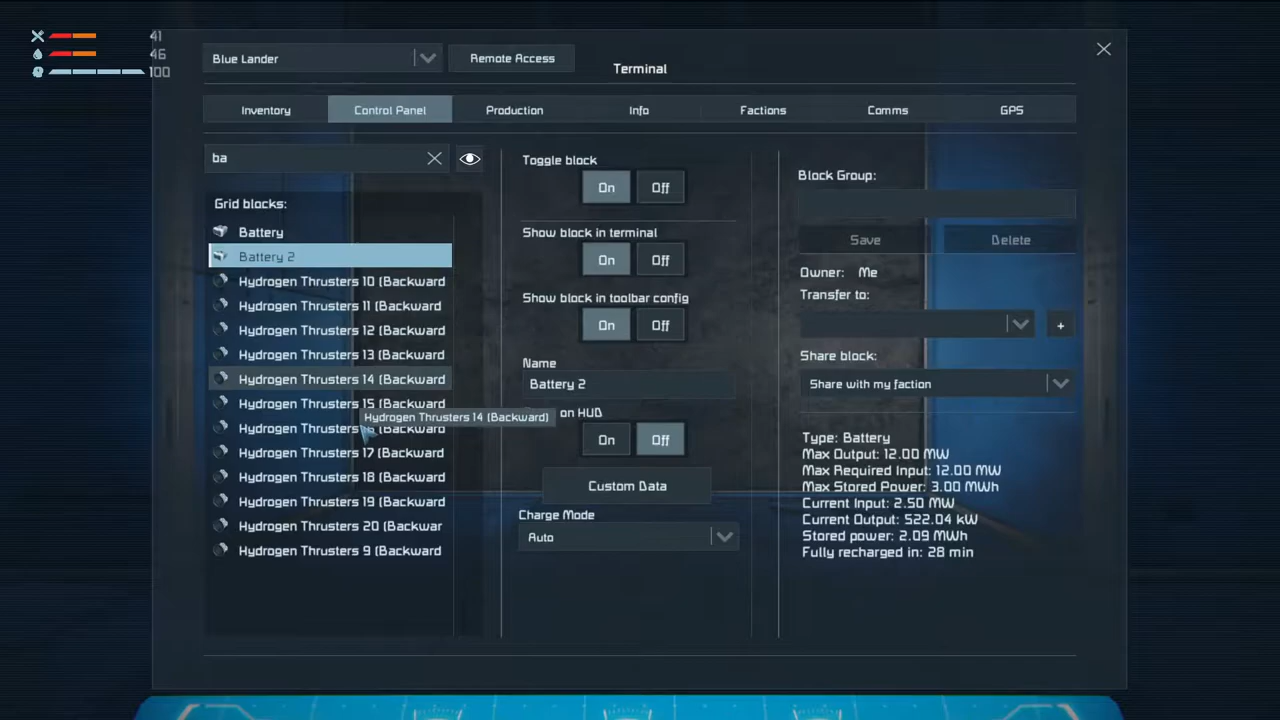 41
46
100
Blue Lander
Remote Access
Terminal
Inventory
Control Panel
Production
Info
Factions
Comms
GPS
ba
Grid blocks:
Battery
Battery 2
Hydrogen Thrusters 10 (Backward
Hydrogen Thrusters 11 (Backward
Hydrogen Thrusters 12 (Backward
Hydrogen Thrusters 13 (Backward
Hydrogen Thrusters 14 (Backward
Hydrogen Thrusters 15 (Backward
Hydrogen Thrusters 14 (Backward)
Hydrogen Thrusters (Backward
Hydrogen Thrusters 17 (Backward
Hydrogen Thrusters 18 (Backward
Hydrogen Thrusters 19 (Backward
Hydrogen Thrusters 20 (Backwar
Hydrogen Thrusters 9 (Backward
Toggle block
On Off
Show block in terminal
On Off
Show block in toolbar config
On Off
Name
Battery 2
on HUD
On Off
Custom Data
Charge Mode
Auto
Block Group:
Save Delete
Owner: Me
Transfer to:
+
Share block:
Share with my faction
Type: Battery
Max Output: 12.00 MW
Max Required Input: 12.00 MW
Max Stored Power: 3.00 MWh
Current Input: 2.50 MW
Current Output: 522.04 kW
Stored power: 2.09 MWh
Fully recharged in: 28 min